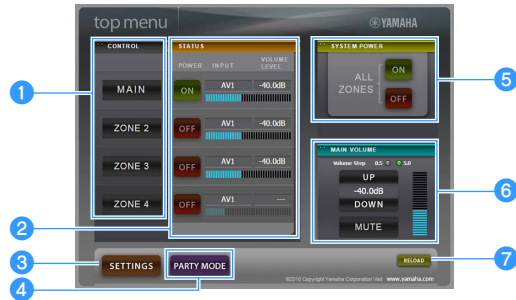 top menu
YAMAHA
CONTROL
STATUS
SYSTEM POWER
POWER INPUT VOLUME LEVEL
MAIN
ON AV1 -40.0dB
ZONE 2
OFF AV1 -40.0dB
ZONE 3
OFF AV1 -40.0dB
ZONE 4
OFF AV1 ---
ALL ZONES
ON
OFF
MAIN VOLUME
Volume Step 0.5 5.0
UP
-40.0dB
DOWN
MUTE
SETTINGS
PARTY MODE
RELOAD
©2016 Copyright Yamaha Corporation Visit www.yamaha.com
1
2
3
4
5
6
7